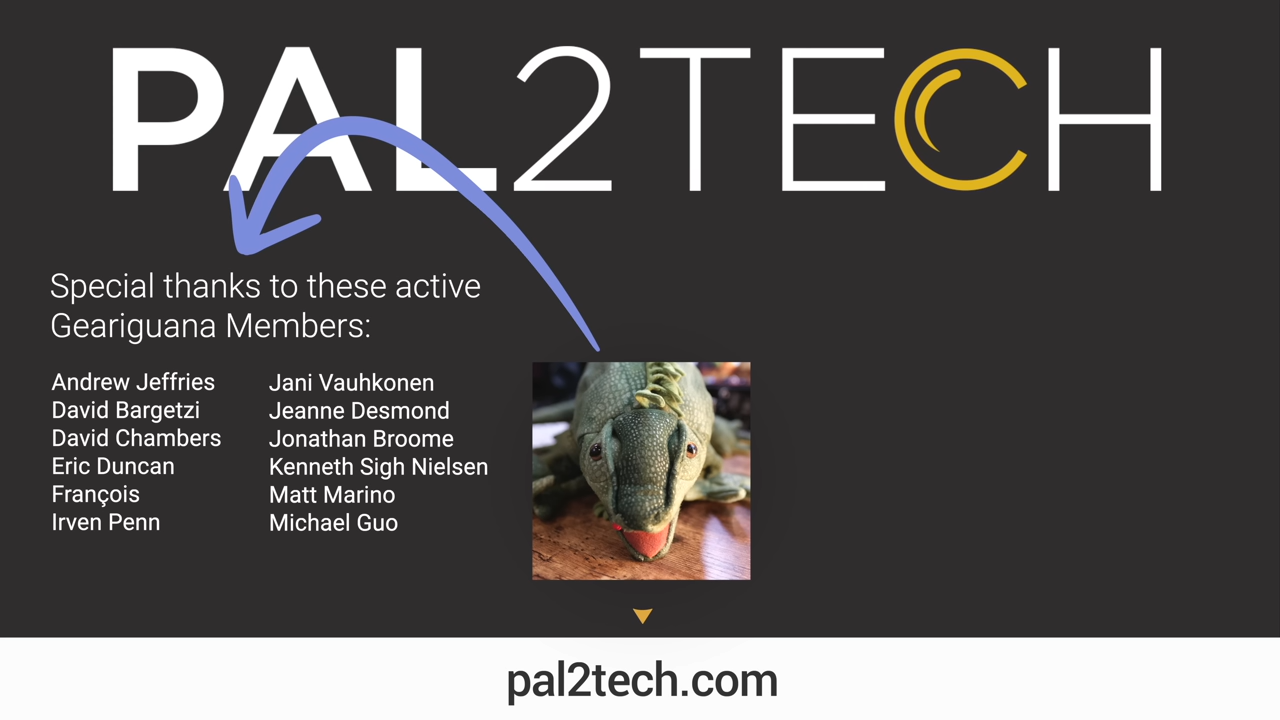 PAL2TECH
Special thanks to these active
Geariguana Members:
Andrew Jeffries
David Bargetzi
David Chambers
Eric Duncan
François
Irven Penn
Jani Vauhkonen
Jeanne Desmond
Jonathan Broome
Kenneth Sigh Nielsen
Matt Marino
Michael Guo
pal2tech.com